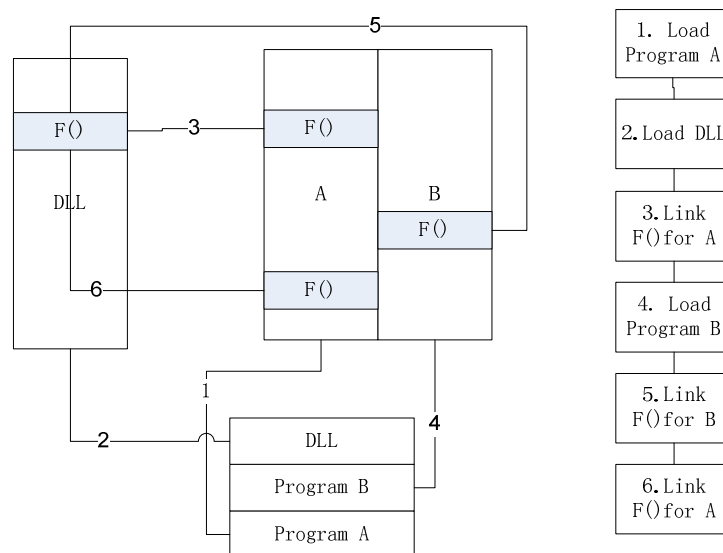 5
F()
3
F()
DLL
A
B
F()
6
F()
1
2
4
DLL
Program B
Program A
1. Load
Program A
2.Load DLL
3.Link
F()for A
4. Load
Program B
5.Link
F()for B
6.Link
F()for A